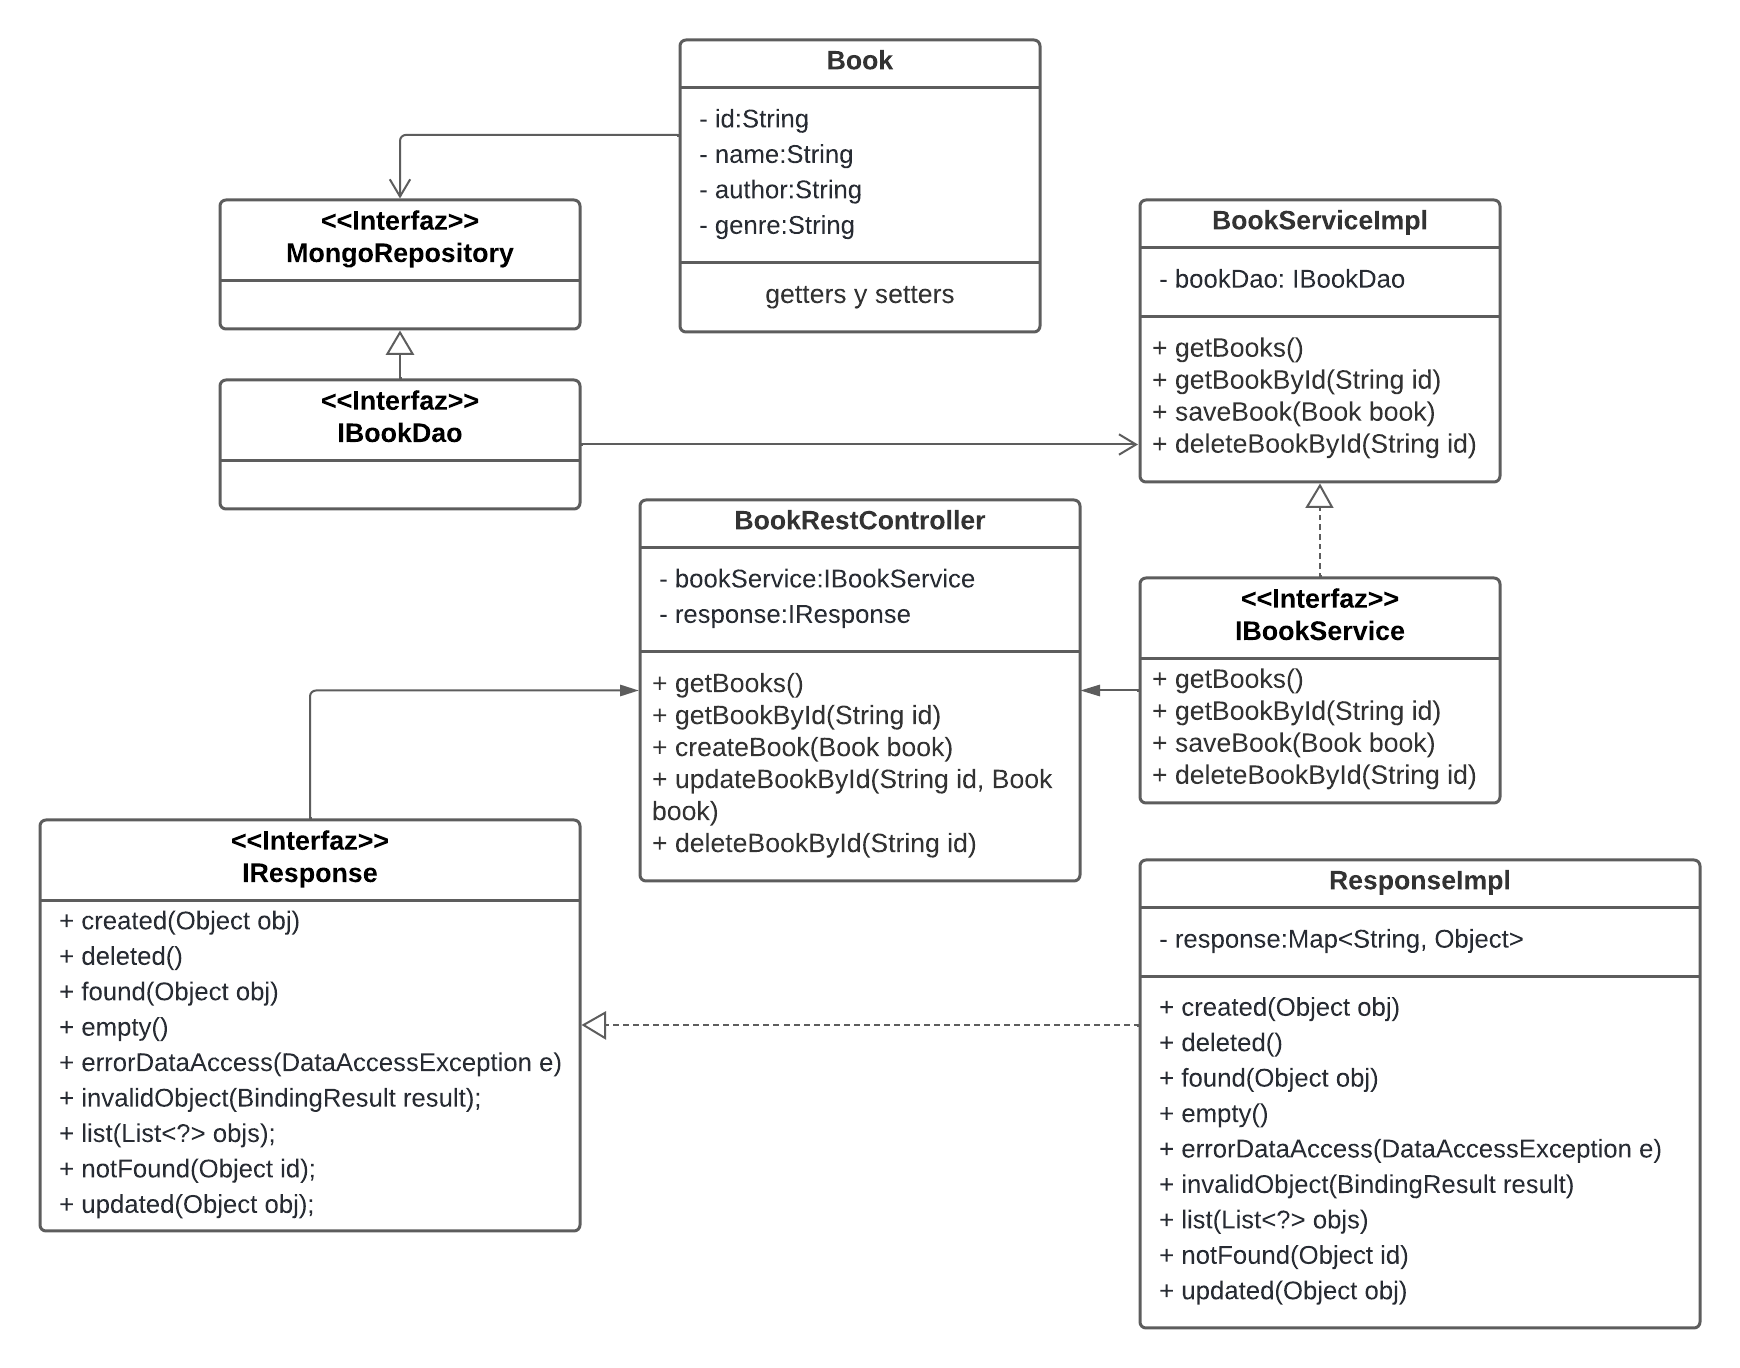 Book
- id:String
- name:String
- author:String
- genre:String
getters y setters
<<Interfaz>>
MongoRepository
<<Interfaz>>
IBookDao
BookServiceImpl
- bookDao: IBookDao
+ getBooks()
+ getBookById(String id)
+ saveBook(Book book)
+ deleteBookById(String id)
BookRestController
- bookService:IBookService
- response:IResponse
+ getBooks()
+ getBookById(String id)
+ createBook(Book book)
+ updateBookById(String id, Book
book)
+ deleteBookById(String id)
<<Interfaz>>
IBookService
+ getBooks()
+ getBookById(String id)
+ saveBook(Book book)
+ deleteBookById(String id)
<<Interfaz>>
IResponse
+ created(Object obj)
+ deleted()
+ found(Object obj)
+ empty()
+ errorDataAccess(DataAccessException e)
+ invalidObject(BindingResult result);
+ list(List<?> objs);
+ notFound(Object id);
+ updated(Object obj);
ResponseImpl
- response:Map<String, Object>
+ created(Object obj)
+ deleted()
+ found(Object obj)
+ empty()
+ errorDataAccess(DataAccessException e)
+ invalidObject(BindingResult result)
+ list(List<?> objs)
+ notFound(Object id)
+ updated(Object obj)